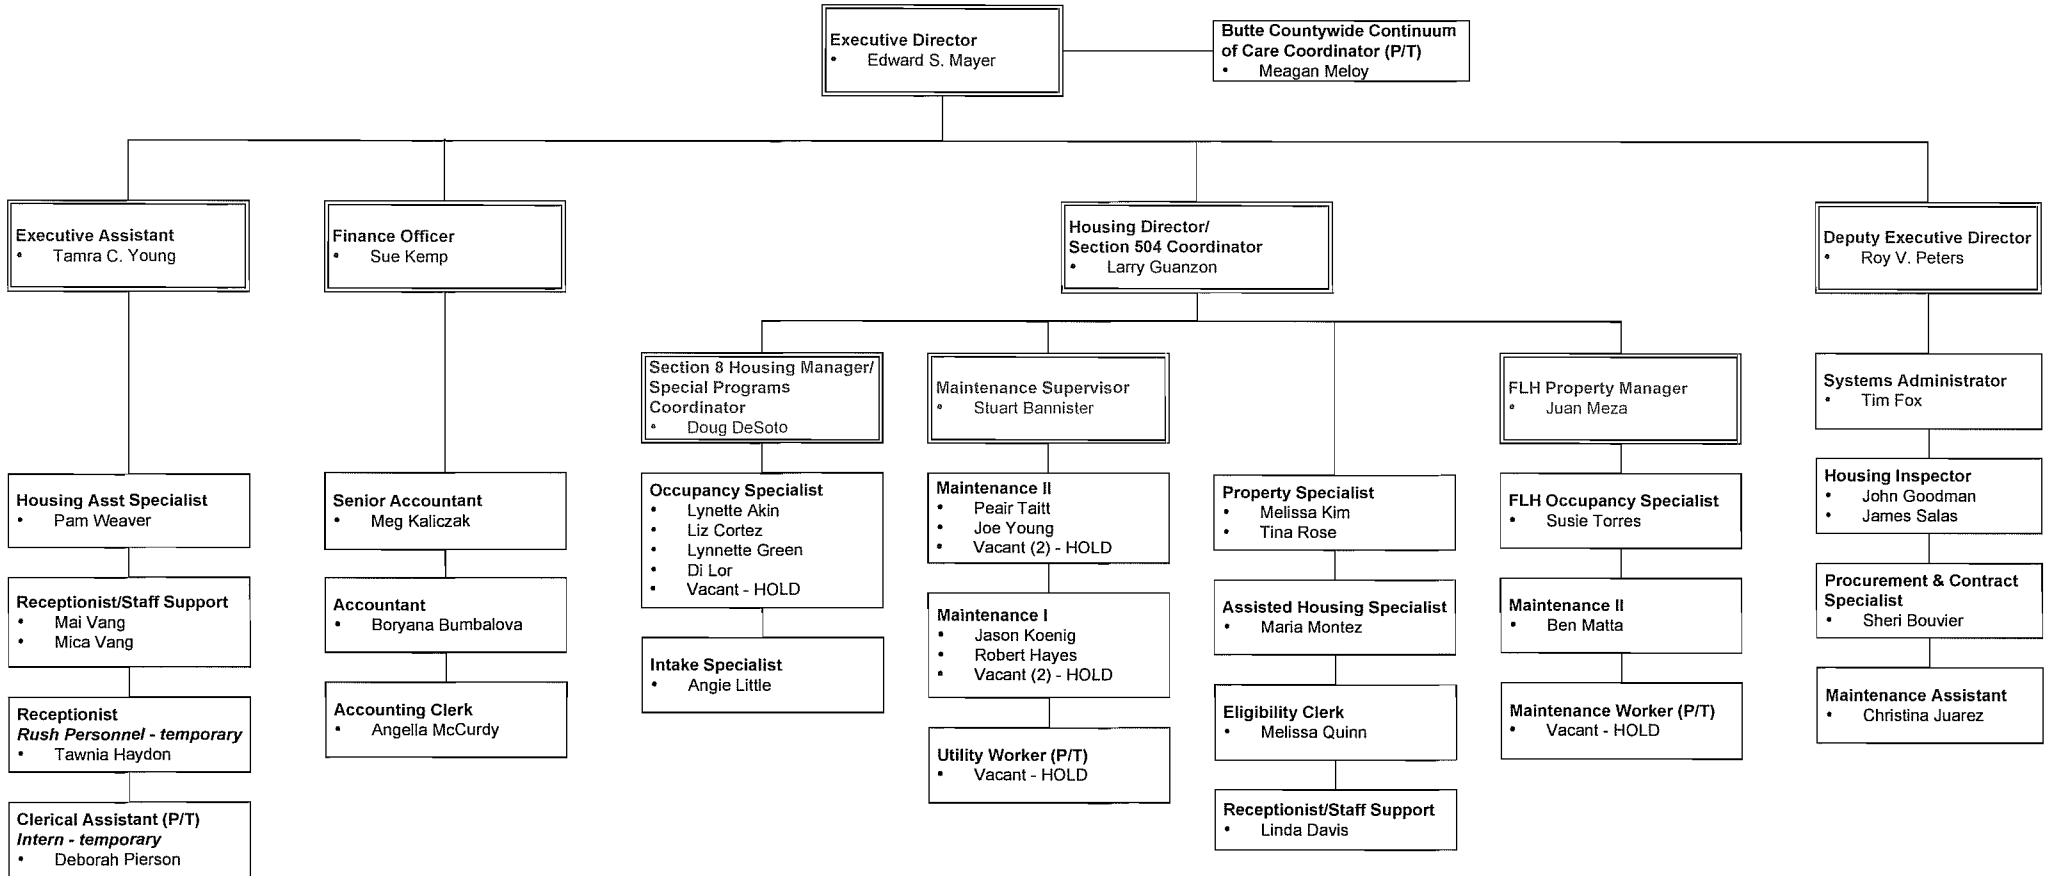 Executive Director
• Edward S. Mayer
Butte Countywide Continuum
of Care Coordinator (P/T)
• Meagan Meloy
Executive Assistant
• Tamra C. Young
Finance Officer
• Sue Kemp
Housing Director/
Section 504 Coordinator
• Larry Guanzon
Deputy Executive Director
• Roy V. Peters
Section 8 Housing Manager/
Special Programs
Coordinator
• Doug DeSoto
Maintenance Supervisor
• Stuart Bannister
FLH Property Manager
• Juan Meza
Systems Administrator
• Tim Fox
Housing Asst Specialist
• Pam Weaver
Receptionist/Staff Support
• Mai Vang
• Mica Vang
Receptionist
Rush Personnel - temporary
• Tawnia Haydon
Clerical Assistant (P/T)
Intern - temporary
• Deborah Pierson
Senior Accountant
• Meg Kaliczak
Accountant
• Boryana Bumbalova
Accounting Clerk
• Angella McCurdy
Occupancy Specialist
• Lynette Akin
• Liz Cortez
• Lynnette Green
• Di Lor
• Vacant - HOLD
Intake Specialist
• Angie Little
Maintenance II
• Peair Taitt
• Joe Young
• Vacant (2) - HOLD
Maintenance I
• Jason Koenig
• Robert Hayes
• Vacant (2) - HOLD
Utility Worker (P/T)
• Vacant - HOLD
Property Specialist
• Melissa Kim
• Tina Rose
Assisted Housing Specialist
• Maria Montez
Eligibility Clerk
• Melissa Quinn
Receptionist/Staff Support
• Linda Davis
FLH Occupancy Specialist
• Susie Torres
Maintenance II
• Ben Matta
Maintenance Worker (P/T)
• Vacant - HOLD
Housing Inspector
• John Goodman
• James Salas
Procurement & Contract
Specialist
• Sheri Bouvier
Maintenance Assistant
• Christina Juarez